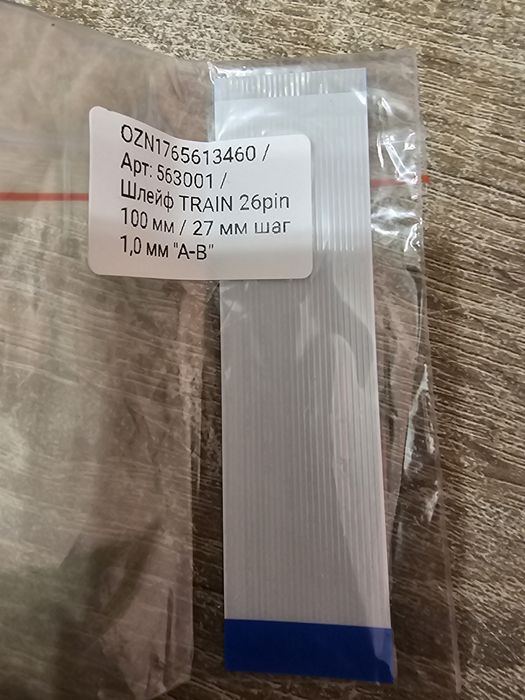 OZN1765613460 /
Арт: 563001 /
Шлейф TRAIN 26pin
100 мм / 27 мм шаг
1,0 мм "A-B"